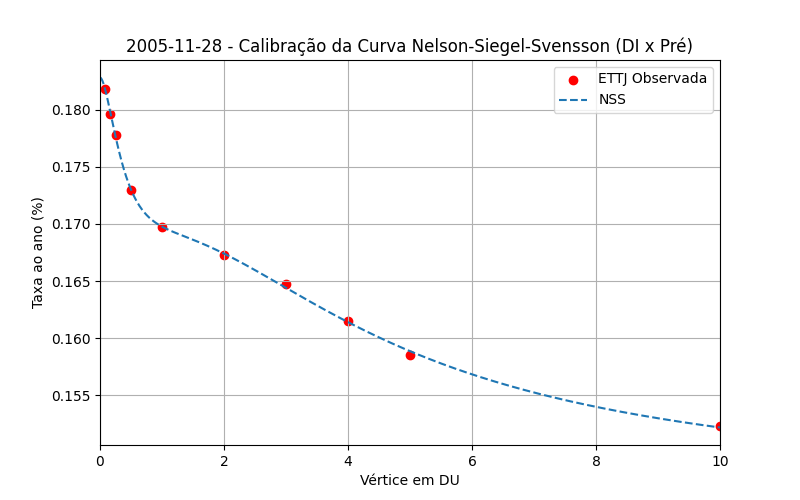 2005-11-28 - Calibração da Curva Nelson-Siegel-Svensson (DI x Pré)
ETTJ Observada
NSS
Taxa ao ano (%)
0.180
0.175
0.170
0.165
0.160
0.155
0 2 4 6 8 10
Vértice em DU